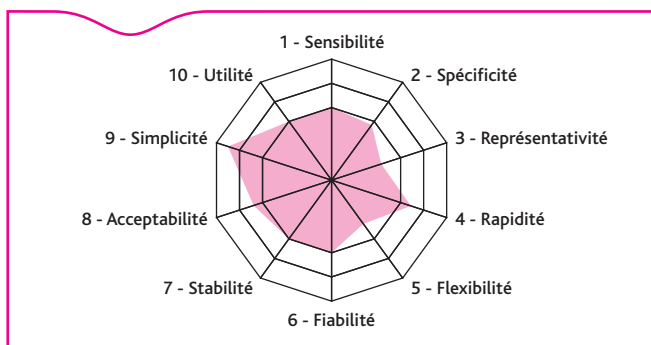 1 - Sensibilité
2 - Spécificité
3 - Représentativité
4 - Rapidité
5 - Flexibilité
6 - Fiabilité
7 - Stabilité
8 - Acceptabilité
9 - Simplicité
10 - Utilité